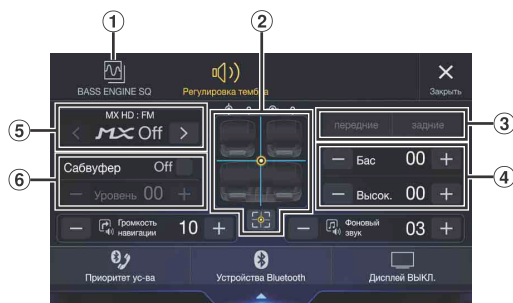 1
2
BASS ENGINE SQ
Регулировка тембра
Закрыть
5
MX HD : FM
MX Off
3
передние задние
6
Сабвуфер Off
Уровень 00
4
Бас 00
Высок. 00
Громкость навигации 10
Фоновый звук 03
Приоритет ус-ва
Устройства Bluetooth
Дисплей ВЫКЛ.